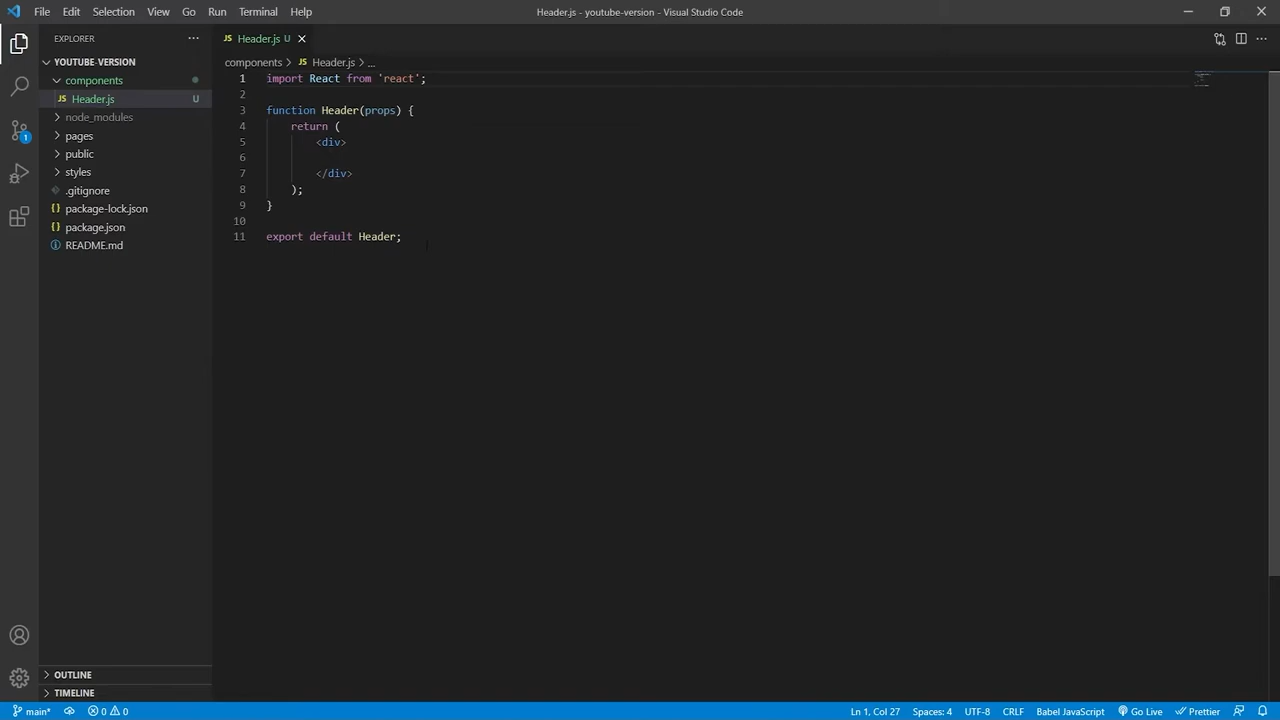 File Edit Selection View Go Run Terminal Help
Header.js - youtube-version - Visual Studio Code
EXPLORER
YOUTUBE-VERSION
components
Header.js U
node_modules
pages
public
styles
.gitignore
package-lock.json
package.json
README.md
OUTLINE
TIMELINE
Header.js U
components > Header.js > ...
1 import React from 'react';
2
3 function Header(props) {
4 return (
5 <div>
6
7 </div>
8 );
9 }
10
11 export default Header;
1
main* 0 0
Ln 1, Col 27 Spaces: 4 UTF-8 CRLF Babel JavaScript Go Live Prettier